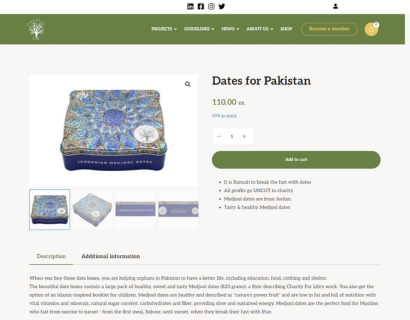 PROJECTS GUIDELINES NEWS ABOUT US SHOP Become a member
Dates for Pakistan
110.00 kr.
474 in stock
− 1 +
Add to cart
It is Sunnah to break the fast with dates
All profits go UNCUT to charity
Medjool dates are from Jordan.
Tasty & healthy Medjool dates
JORDANIAN MEDJOOL DATES
Description Additional information
When you buy these date boxes, you are helping orphans in Pakistan to have a better life, including education, food, clothing and shelter.
The beautiful date boxes contain a large pack of healthy, sweet and tasty Medjool dates (820 grams), a flyer describing Charity For Life's work. You also get the
option of an Islamic-inspired booklet for children. Medjool dates are healthy and described as "nature's power fruit" and are low in fat and full of nutrition with
vital vitamins and minerals, natural sugar content, carbohydrates and fiber, providing slow and sustained energy. Medjool dates are the perfect food for Muslims
who fast from sunrise to sunset - from the first meal, Suhoor, until sunset, when they break their fast with iftar.